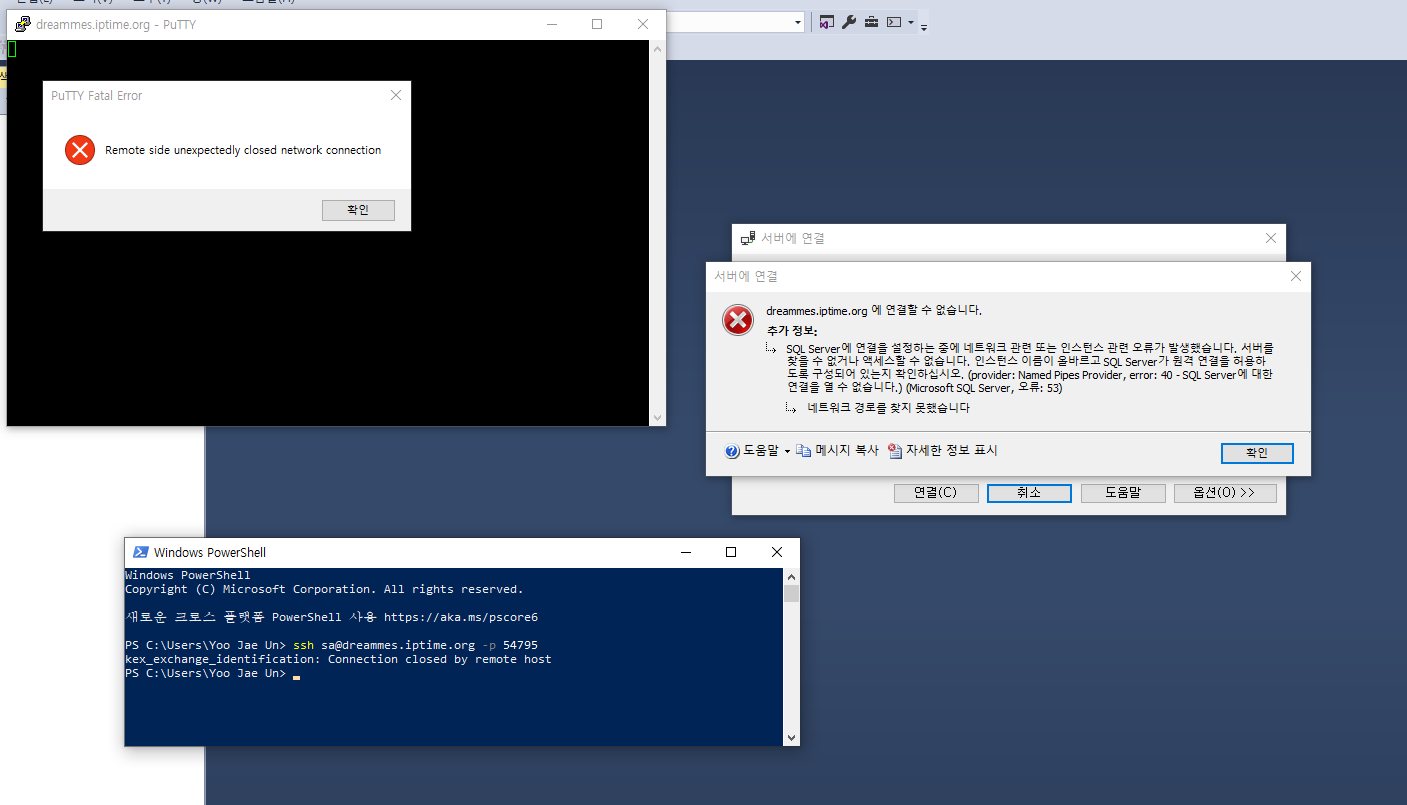 dreammes.iptime.org - PuTTY
PuTTY Fatal Error
Remote side unexpectedly closed network connection
확인
서버에 연결
서버에 연결
dreammes.iptime.org 에 연결할 수 없습니다.
추가 정보:
SQL Server에 연결을 설정하는 중에 네트워크 관련 또는 인스턴스 관련 오류가 발생했습니다. 서버를
찾을 수 없거나 액세스할 수 없습니다. 인스턴스 이름이 올바르고 SQL Server가 원격 연결을 허용하
도록 구성되어 있는지 확인하십시오. (provider: Named Pipes Provider, error: 40 - SQL Server에 대한
연결을 열 수 없습니다.) (Microsoft SQL Server, 오류: 53)
네트워크 경로를 찾지 못했습니다
도움말 메시지 복사 자세한 정보 표시
확인
연결(C) 취소 도움말 옵션(O) >>
Windows PowerShell
Windows PowerShell
Copyright (C) Microsoft Corporation. All rights reserved.
새로운 크로스 플랫폼 PowerShell 사용 https://aka.ms/pscore6
PS C:\Users\Yoo Jae Un> ssh sa@dreammes.iptime.org -p 54795
kex_exchange_identification: Connection closed by remote host
PS C:\Users\Yoo Jae Un>